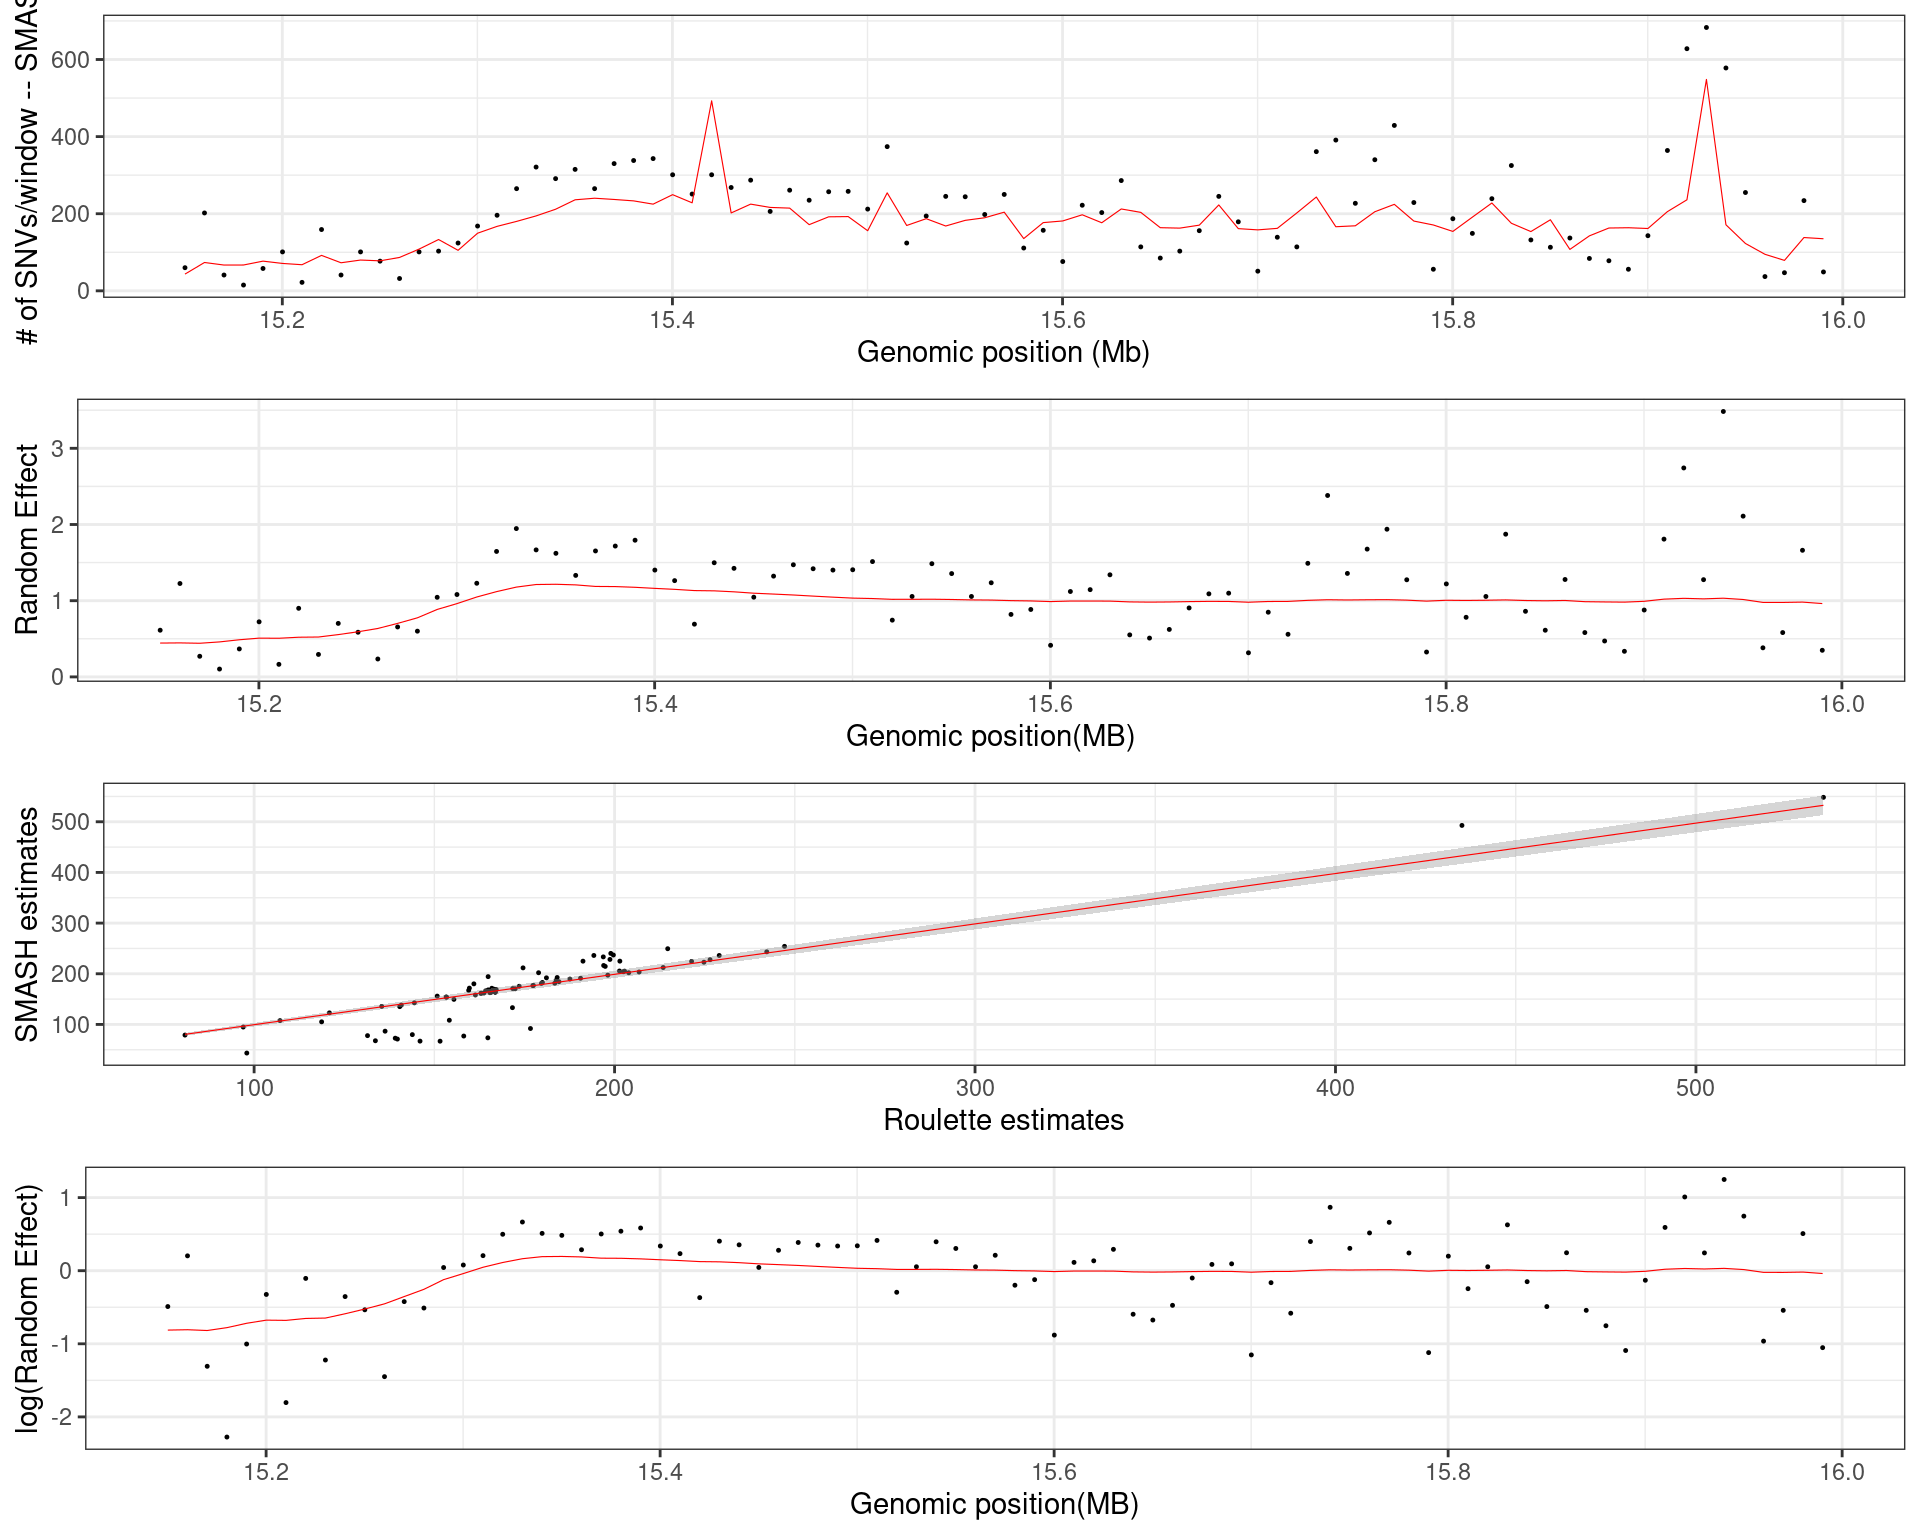 # of SNVs/window -- SMAS
600
400
200
0
15.2 15.4 15.6 15.8 16.0
Genomic position (Mb)
Random Effect
3
2
1
0
15.2 15.4 15.6 15.8 16.0
Genomic position(MB)
SMASH estimates
500
400
300
200
100
100 200 300 400 500
Roulette estimates
log(Random Effect)
1
0
-1
-2
15.2 15.4 15.6 15.8 16.0
Genomic position(MB)